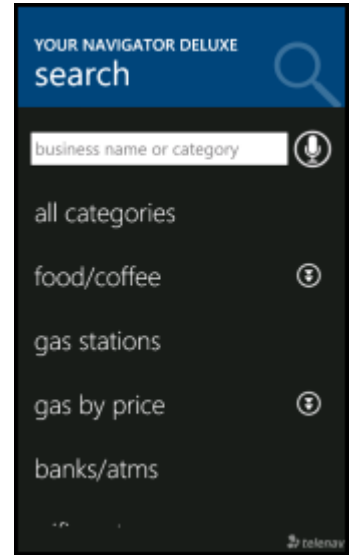 YOUR NAVIGATOR DELUXE
search
business name or category
all categories
food/coffee
gas stations
gas by price
banks/atms
telenav